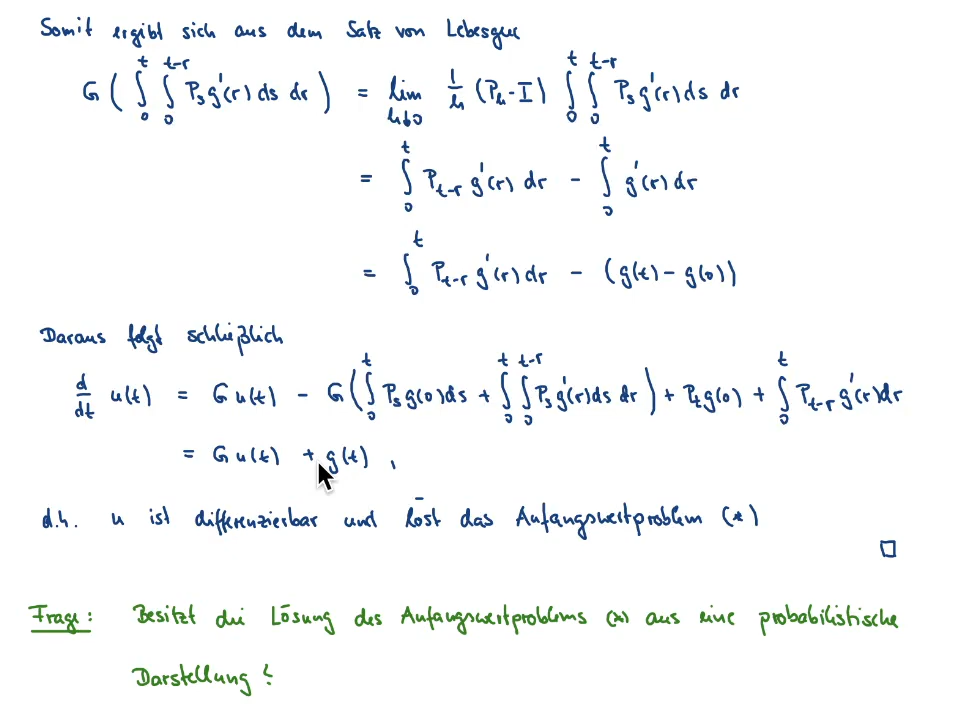 Somit ergibt sich aus dem Satz von Lebesgue
G ( ∫_0^t ∫_0^{t-r} P_s g'(r) ds dr ) = lim_{h↓0} 1/h (P_h - I) ∫_0^t ∫_0^{t-r} P_s g'(r) ds dr
= ∫_0^t P_{t-r} g'(r) dr - ∫_0^t g'(r) dr
= ∫_0^t P_{t-r} g'(r) dr - (g(t) - g(0))
Daraus folgt schließlich
d/dt u(t) = G u(t) - G ( ∫_0^t P_s g(0) ds + ∫_0^t ∫_0^{t-r} P_s g'(r) ds dr ) + P_t g(0) + ∫_0^t P_{t-r} g'(r) dr
= G u(t) + g(t) ,
d.h. u ist differenzierbar und löst das Anfangswertproblem (*)
□
Frage: Besitzt die Lösung des Anfangswertproblems (*) aus eine probabilistische
Darstellung ?